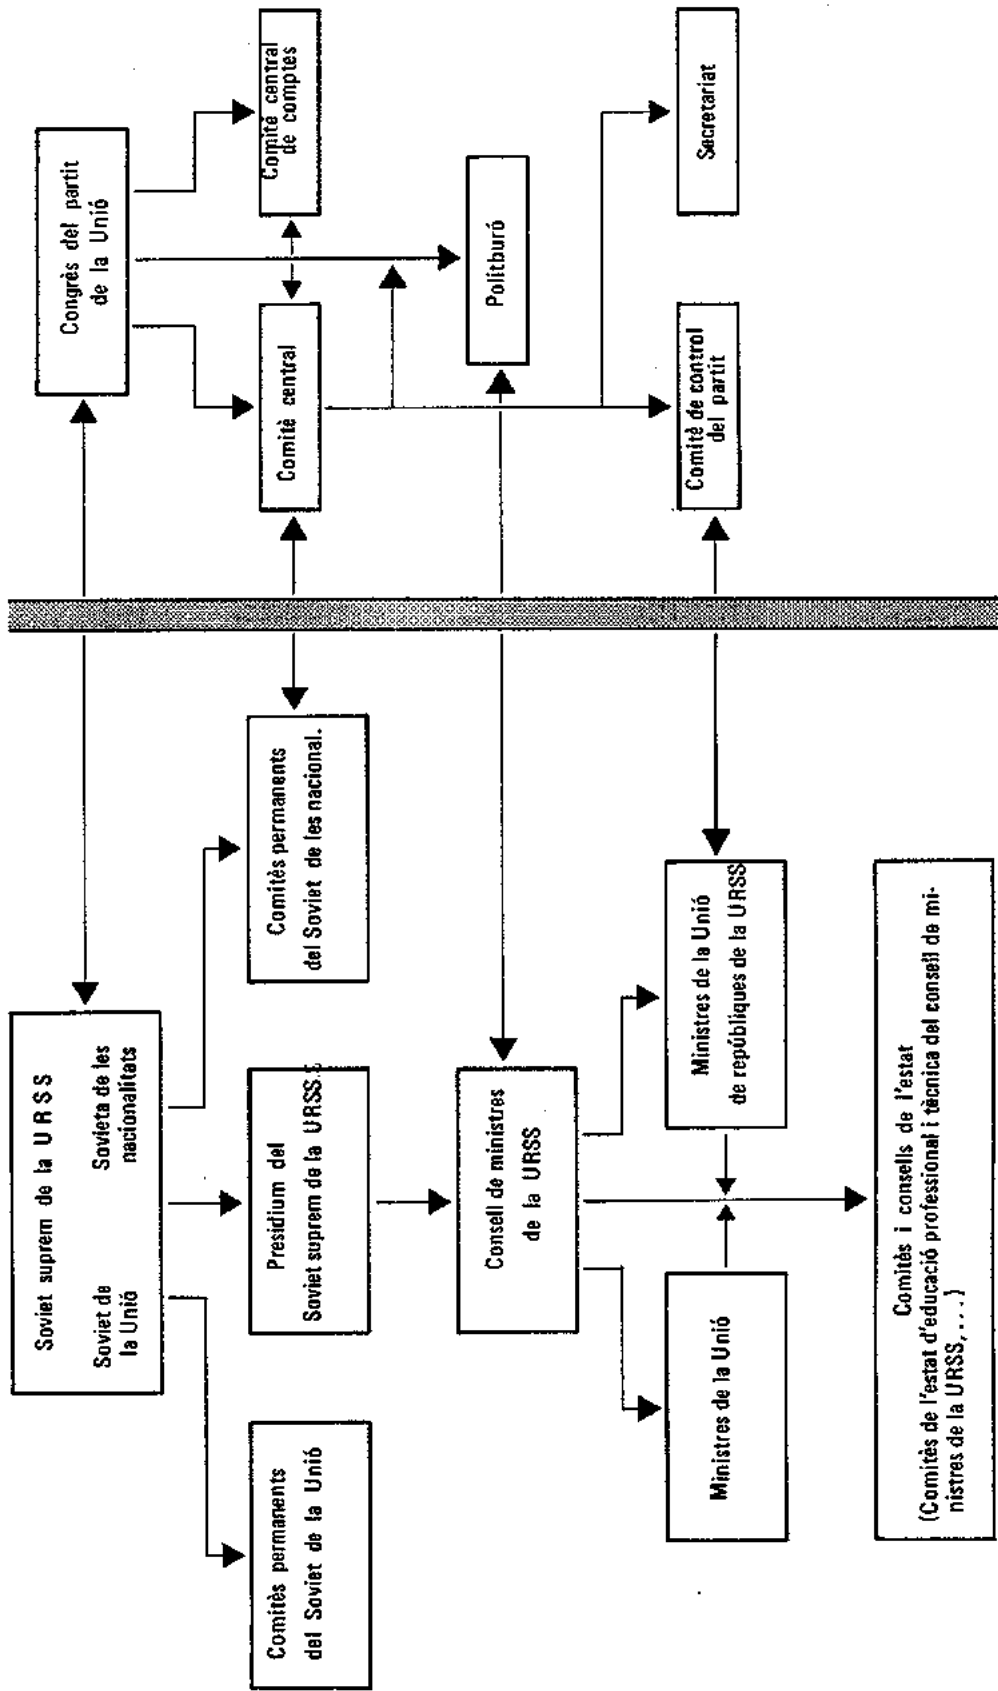 Soviet suprem de la URSS
Soviet de
la Unió
Sovieta de les
nacionalitats
Comitès permanents
del Soviet de la Unió
Presidium del
Soviet suprem de la URSS.
Comitès permanents
del Soviet de les nacional.
Consell de ministres
de la URSS
Ministres de la Unió
Ministres de la Unió
de repúbliques de la URSS
Comitès i consells de l'estat
(Comitès de l'estat d'educació professional i tècnica del consell de mi-
nistres de la URSS, . . . .)
Congrès del partit
de la Unió
Comitè central
Comité central
de comptes
Politburó
Comitè de control
del partit
Secretariat